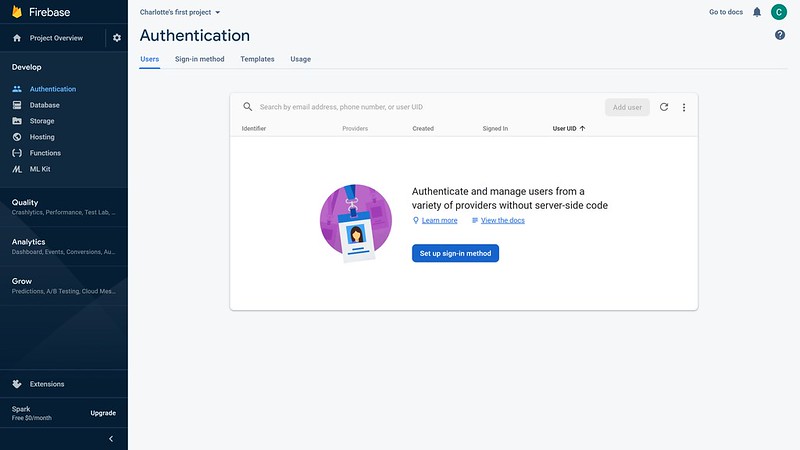 Firebase
Project Overview
Develop
Authentication
Database
Storage
Hosting
Functions
ML Kit
Quality
Crashlytics, Performance, Test Lab, ...
Analytics
Dashboard, Events, Conversions, Au...
Grow
Predictions, A/B Testing, Cloud Mes...
Extensions
Spark
Free $0/month
Upgrade
Charlotte's first project
Go to docs
C
Authentication
Users Sign-in method Templates Usage
Search by email address, phone number, or user UID
Add user
Identifier Providers Created Signed In User UID
Authenticate and manage users from a
variety of providers without server-side code
Learn more View the docs
Set up sign-in method